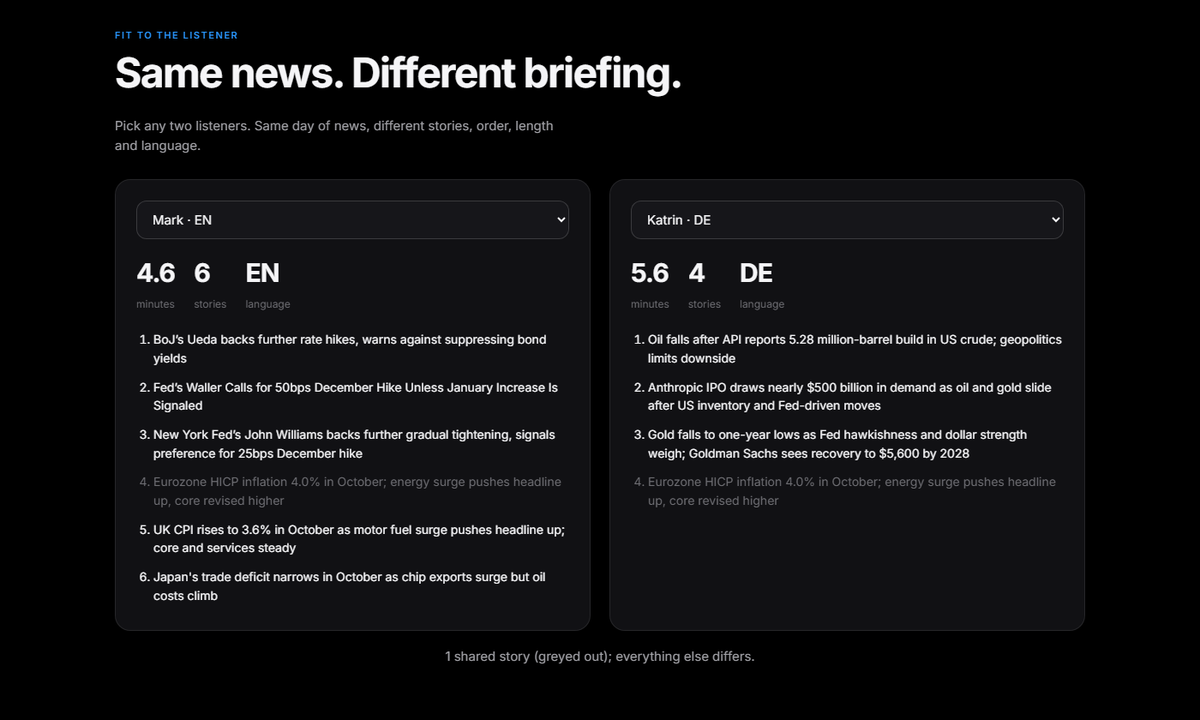 FIT TO THE LISTENER
Same news. Different briefing.
Pick any two listeners. Same day of news, different stories, order, length
and language.
Mark · EN
4.6 6 EN
minutes stories language
1. BoJ’s Ueda backs further rate hikes, warns against suppressing bond
yields
2. Fed’s Waller Calls for 50bps December Hike Unless January Increase Is
Signaled
3. New York Fed’s John Williams backs further gradual tightening, signals
preference for 25bps December hike
4. Eurozone HICP inflation 4.0% in October; energy surge pushes headline
up, core revised higher
5. UK CPI rises to 3.6% in October as motor fuel surge pushes headline up;
core and services steady
6. Japan's trade deficit narrows in October as chip exports surge but oil
costs climb
Katrin · DE
5.6 4 DE
minutes stories language
1. Oil falls after API reports 5.28 million-barrel build in US crude; geopolitics
limits downside
2. Anthropic IPO draws nearly $500 billion in demand as oil and gold slide
after US inventory and Fed-driven moves
3. Gold falls to one-year lows as Fed hawkishness and dollar strength
weigh; Goldman Sachs sees recovery to $5,600 by 2028
4. Eurozone HICP inflation 4.0% in October; energy surge pushes headline
up, core revised higher
1 shared story (greyed out); everything else differs.